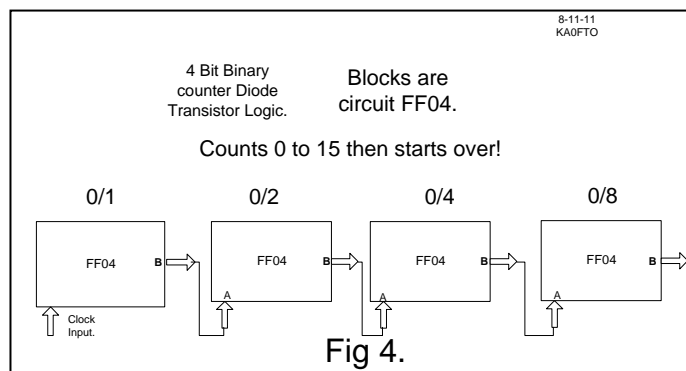 8-11-11
KA0FTO
4 Bit Binary
counter Diode
Transistor Logic.
Blocks are
circuit FF04.
Counts 0 to 15 then starts over!
0/1
0/2
0/4
0/8
FF04
B
FF04
B
FF04
B
FF04
B
A
A
A
Clock
Input.
Fig 4.